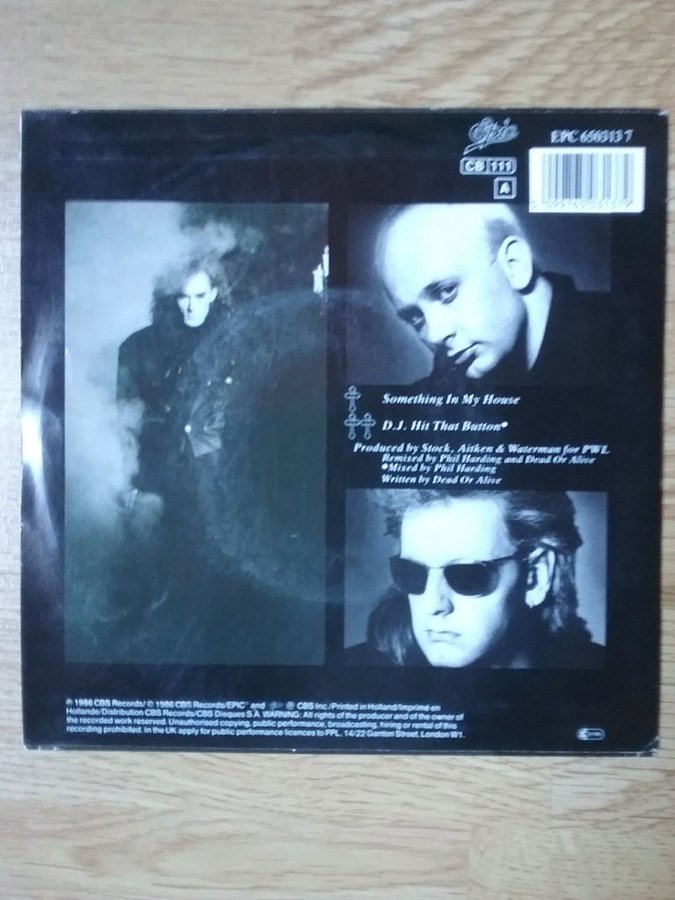 Epic
EPC 650313 7
CB 111
A
Something In My House
D.J. Hit That Button●
Produced by Stock, Aitken & Waterman for PWL
Remixed by Phil Harding and Dead Or Alive
●Mixed by Phil Harding
Written by Dead Or Alive
℗ 1986 CBS Records/ © 1986 CBS Records/EPIC and ℗ CBS Inc./Printed in Holland/Imprimé en
Hollande/Distribution CBS Records/CBS Disques S.A. WARNING: All rights of the producer and of the owner of
the recorded work reserved. Unauthorised copying, public performance, broadcasting, hiring or rental of this
recording prohibited. In the UK apply for public performance licences to PPL, 14/22 Ganton Street, London W1.